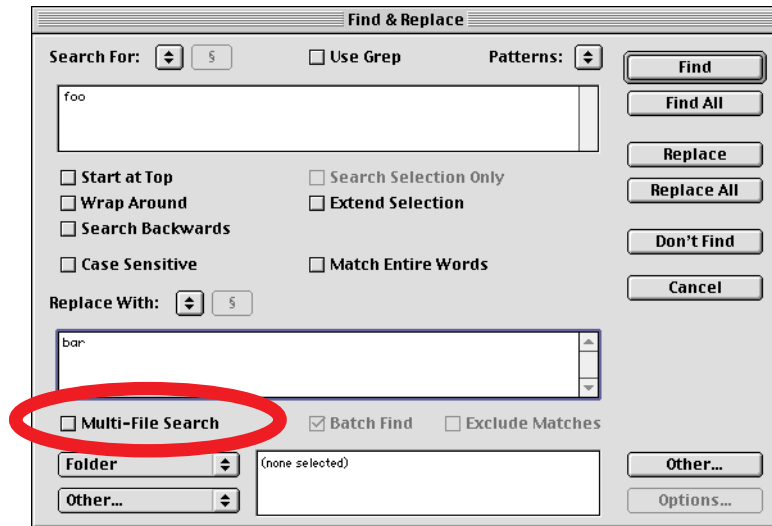 Find & Replace
Search For: § Use Grep Patterns:
foo
Find
Find All
Replace
Replace All
Don't Find
Cancel
Start at Top Search Selection Only
Wrap Around Extend Selection
Search Backwards
Case Sensitive Match Entire Words
Replace With: §
bar
Multi-File Search Batch Find Exclude Matches
Folder (none selected) Other...
Other... Options...